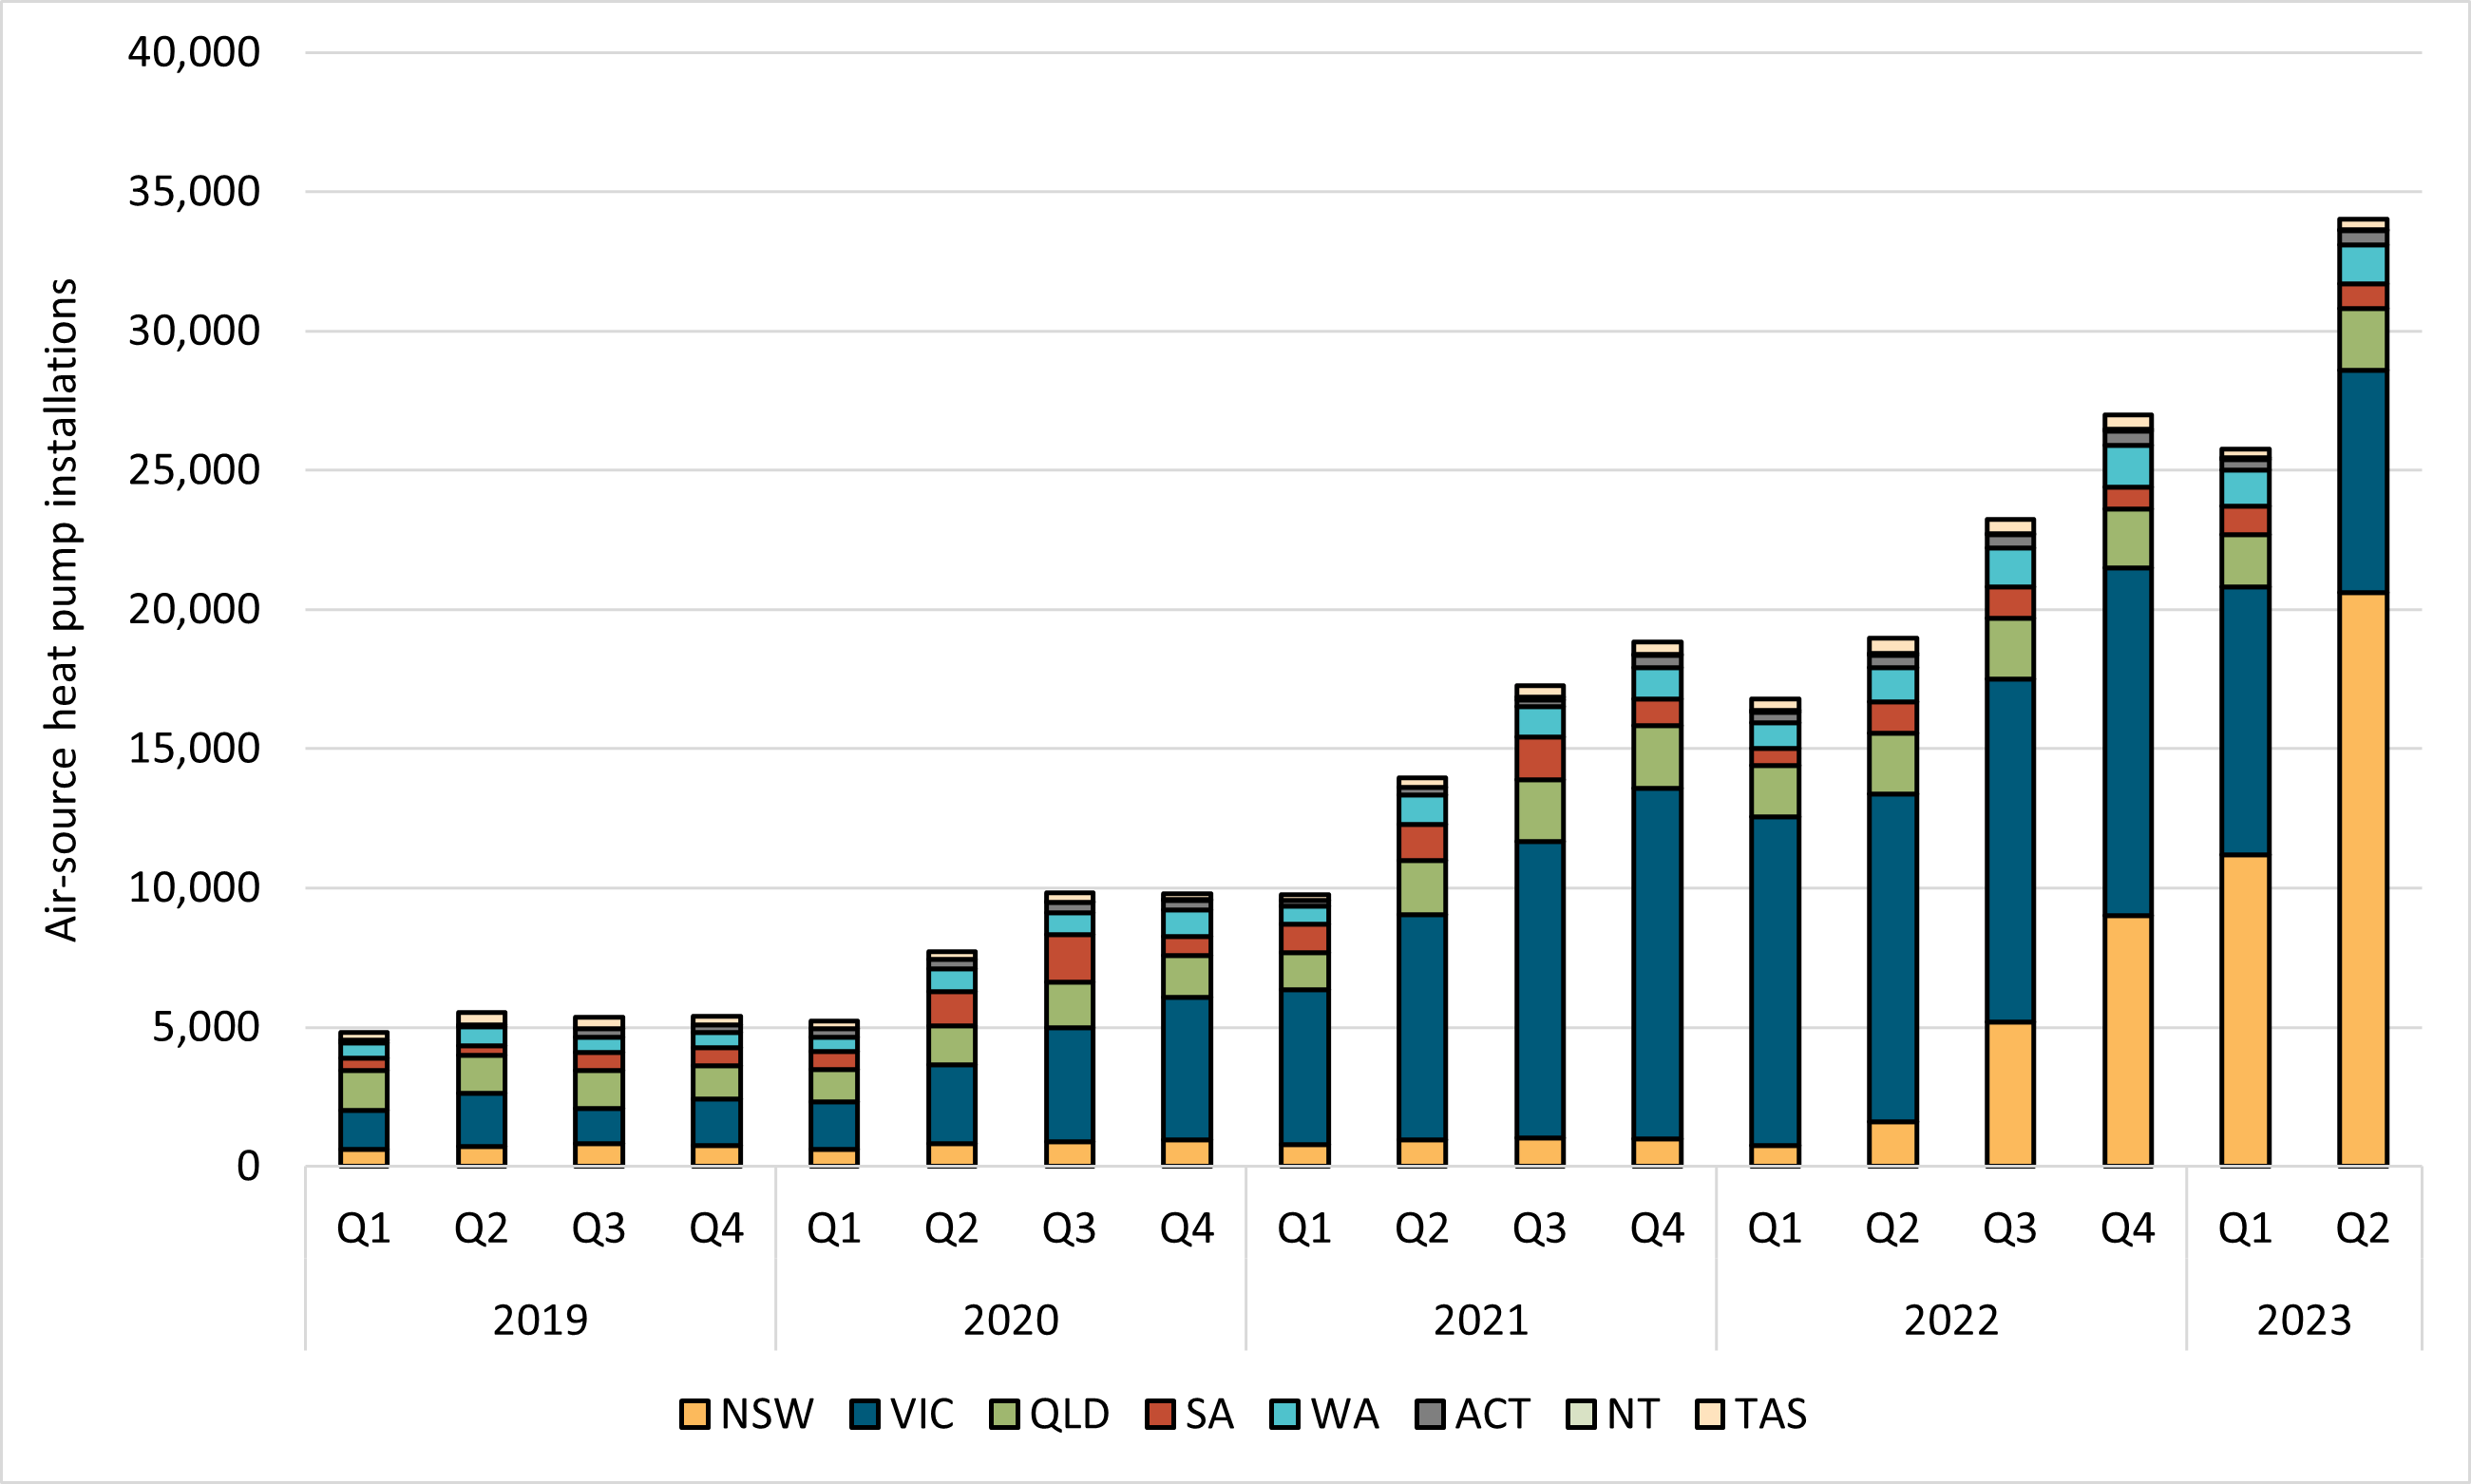 40,000
35,000
30,000
25,000
20,000
15,000
10,000
5,000
0
Air-source heat pump installations
Q1 Q2 Q3 Q4 Q1 Q2 Q3 Q4 Q1 Q2 Q3 Q4 Q1 Q2 Q3 Q4 Q1 Q2
2019 2020 2021 2022 2023
NSW VIC QLD SA WA ACT NT TAS